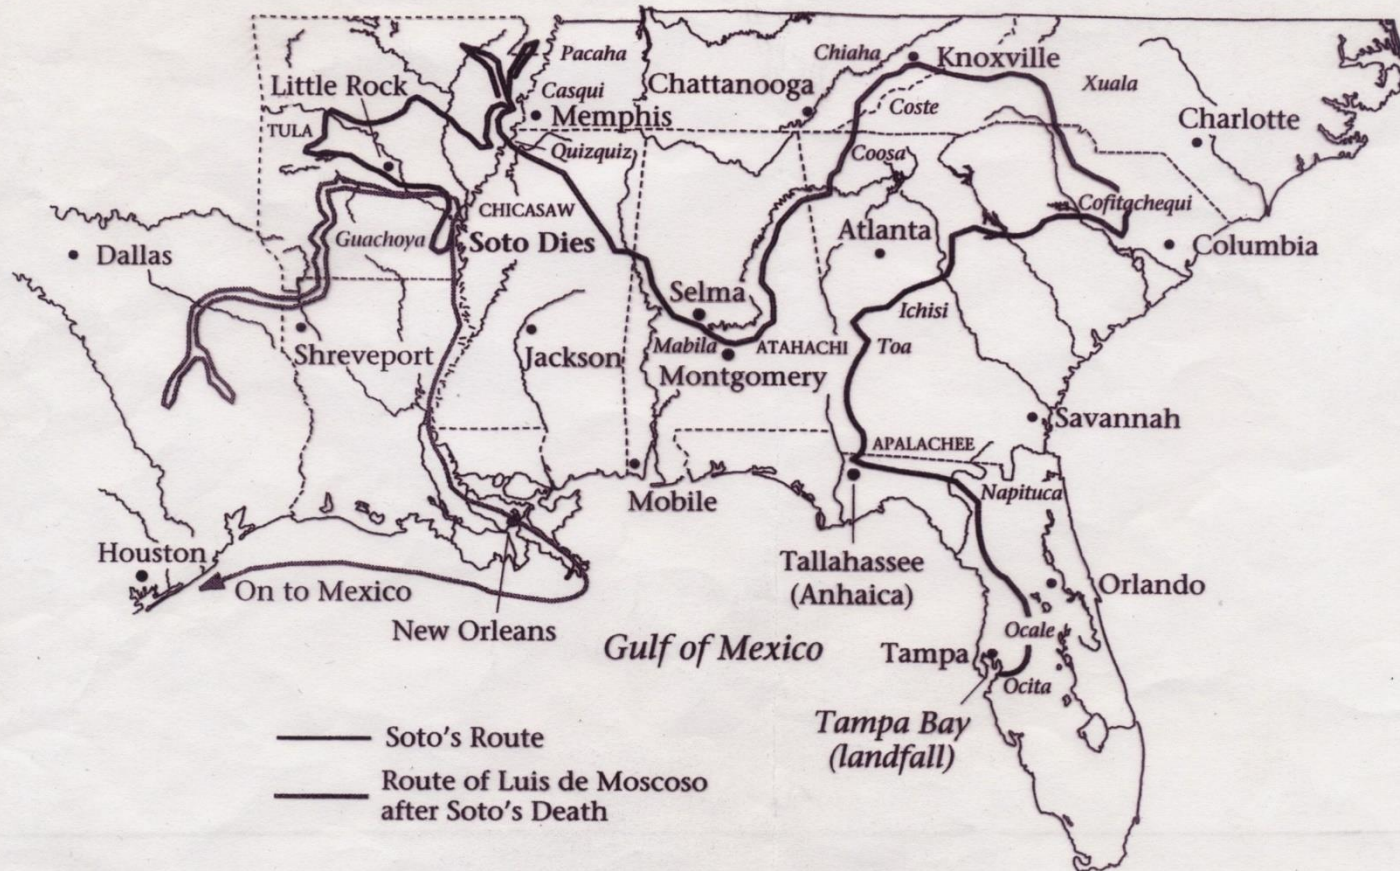 Pacaha
Chiaha
Knoxville
Little Rock
Casqui
Chattanooga
Xuala
Coste
TULA
Memphis
Charlotte
Quizquiz
Coosa
CHICASAW
Cofitachequi
Guachoya
Soto Dies
Atlanta
Columbia
Dallas
Selma
Ichisi
Shreveport
Jackson
Mabila
ATAHACHI
Toa
Montgomery
Savannah
APALACHEE
Mobile
Napituca
Houston
Tallahassee
(Anhaica)
Orlando
On to Mexico
New Orleans
Gulf of Mexico
Ocale
Tampa
Ocita
Tampa Bay
(landfall)
Soto's Route
Route of Luis de Moscoso
after Soto's Death